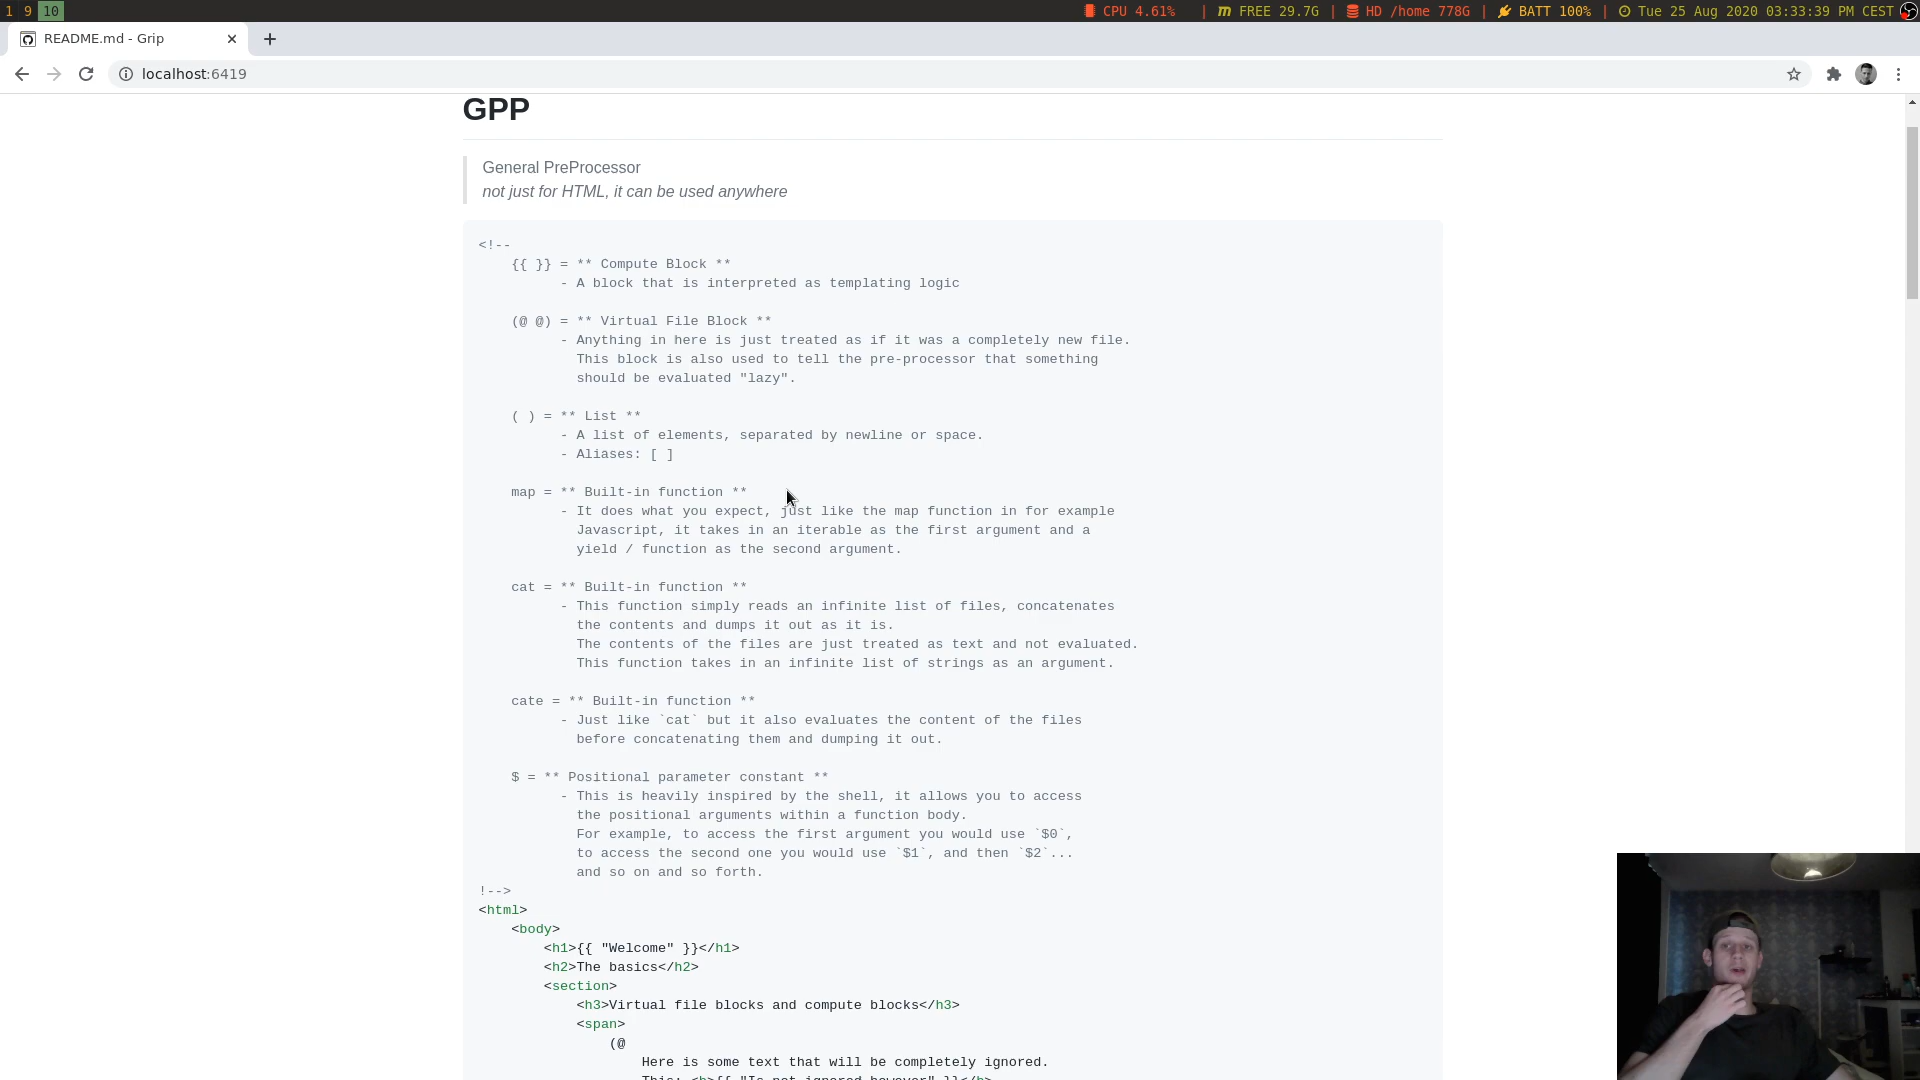 1 9 10 CPU 4.61% | FREE 29.7G | HD /home 778G | BATT 100% | Tue 25 Aug 2020 03:33:39 PM CEST
README.md - Grip
localhost:6419
GPP
General PreProcessor
not just for HTML, it can be used anywhere
<!--
{{ }} = ** Compute Block **
- A block that is interpreted as templating logic
(@ @) = ** Virtual File Block **
- Anything in here is just treated as if it was a completely new file.
This block is also used to tell the pre-processor that something
should be evaluated "lazy".
( ) = ** List **
- A list of elements, separated by newline or space.
- Aliases: [ ]
map = ** Built-in function **
- It does what you expect, just like the map function in for example
Javascript, it takes in an iterable as the first argument and a
yield / function as the second argument.
cat = ** Built-in function **
- This function simply reads an infinite list of files, concatenates
the contents and dumps it out as it is.
The contents of the files are just treated as text and not evaluated.
This function takes in an infinite list of strings as an argument.
cate = ** Built-in function **
- Just like `cat` but it also evaluates the content of the files
before concatenating them and dumping it out.
$ = ** Positional parameter constant **
- This is heavily inspired by the shell, it allows you to access
the positional arguments within a function body.
For example, to access the first argument you would use `$0`,
to access the second one you would use `$1`, and then `$2`...
and so on and so forth.
!-->
<html>
<body>
<h1>{{ "Welcome" }}</h1>
<h2>The basics</h2>
<section>
<h3>Virtual file blocks and compute blocks</h3>
<span>
(@
Here is some text that will be completely ignored.
This: <b>{{ "Is not ignored however" }}</b>